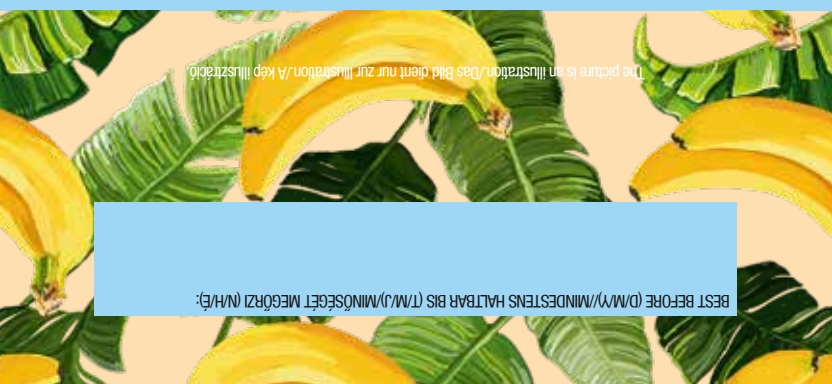 BEST BEFORE (D/M/Y)/MINDESTENS HALTBAR BIS (T/M/J)/MINŐSÉGÉT MEGŐRZI (N/H/É):
The picture is an illustration./Das Bild dient nur zur Illustration./A kép illusztráció.